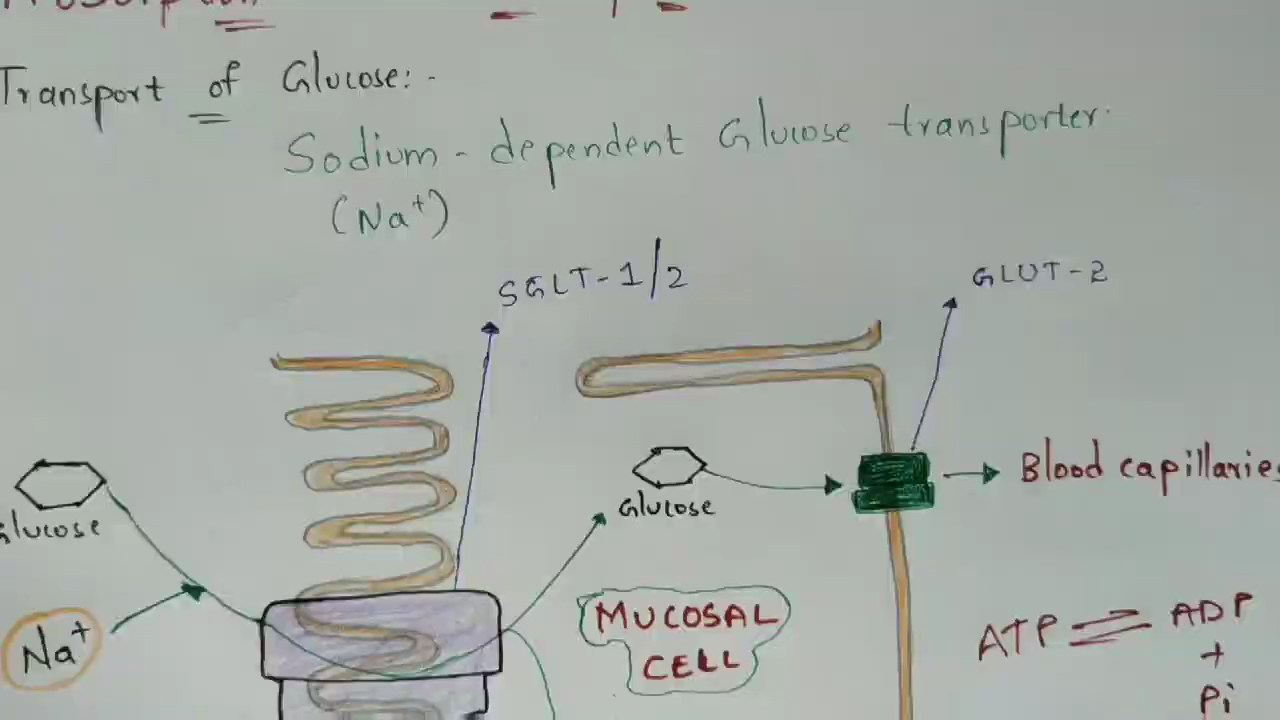 Transport of Glucose:-
Sodium - dependent Glucose transporter.
(Na⁺)
SGLT-1/2
GLUT-2
Glucose
Blood capillaries
Glucose
MUCOSAL
CELL
Na⁺
ATP ⇌ ADP
+
Pi